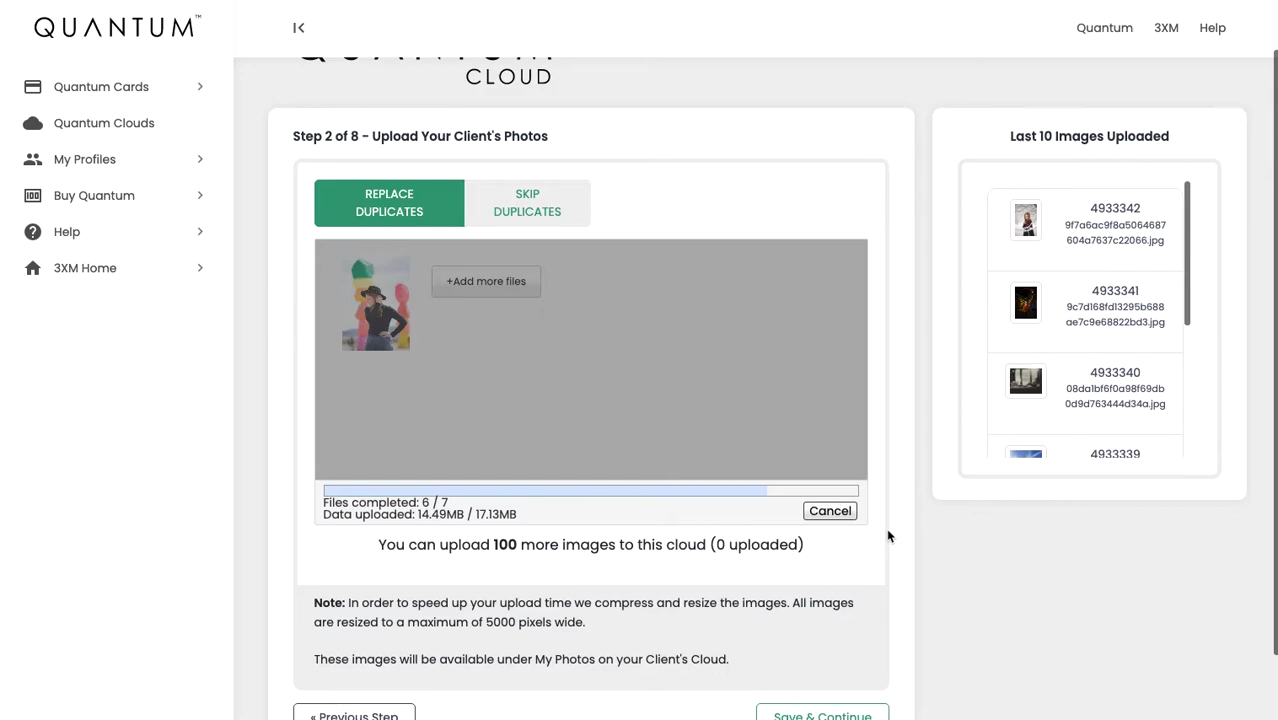 QUANTUM™
Quantum
3XM
Help
Quantum Cards
Quantum Clouds
My Profiles
Buy Quantum
Help
3XM Home
QUANTUM
CLOUD
Step 2 of 8 - Upload Your Client's Photos
REPLACE
DUPLICATES
SKIP
DUPLICATES
+Add more files
Files completed: 6 / 7
Data uploaded: 14.49MB / 17.13MB
Cancel
You can upload 100 more images to this cloud (0 uploaded)
Note: In order to speed up your upload time we compress and resize the images. All images
are resized to a maximum of 5000 pixels wide.
These images will be available under My Photos on your Client's Cloud.
« Previous Step
Save & Continue
Last 10 Images Uploaded
4933342
9f7a6ac9f8a5064687
604a7637c22066.jpg
4933341
9c7d168fd13295b688
ae7c9e68822bd3.jpg
4933340
08da1bf6f0a98f69db
0d9d763444d34a.jpg
4933339